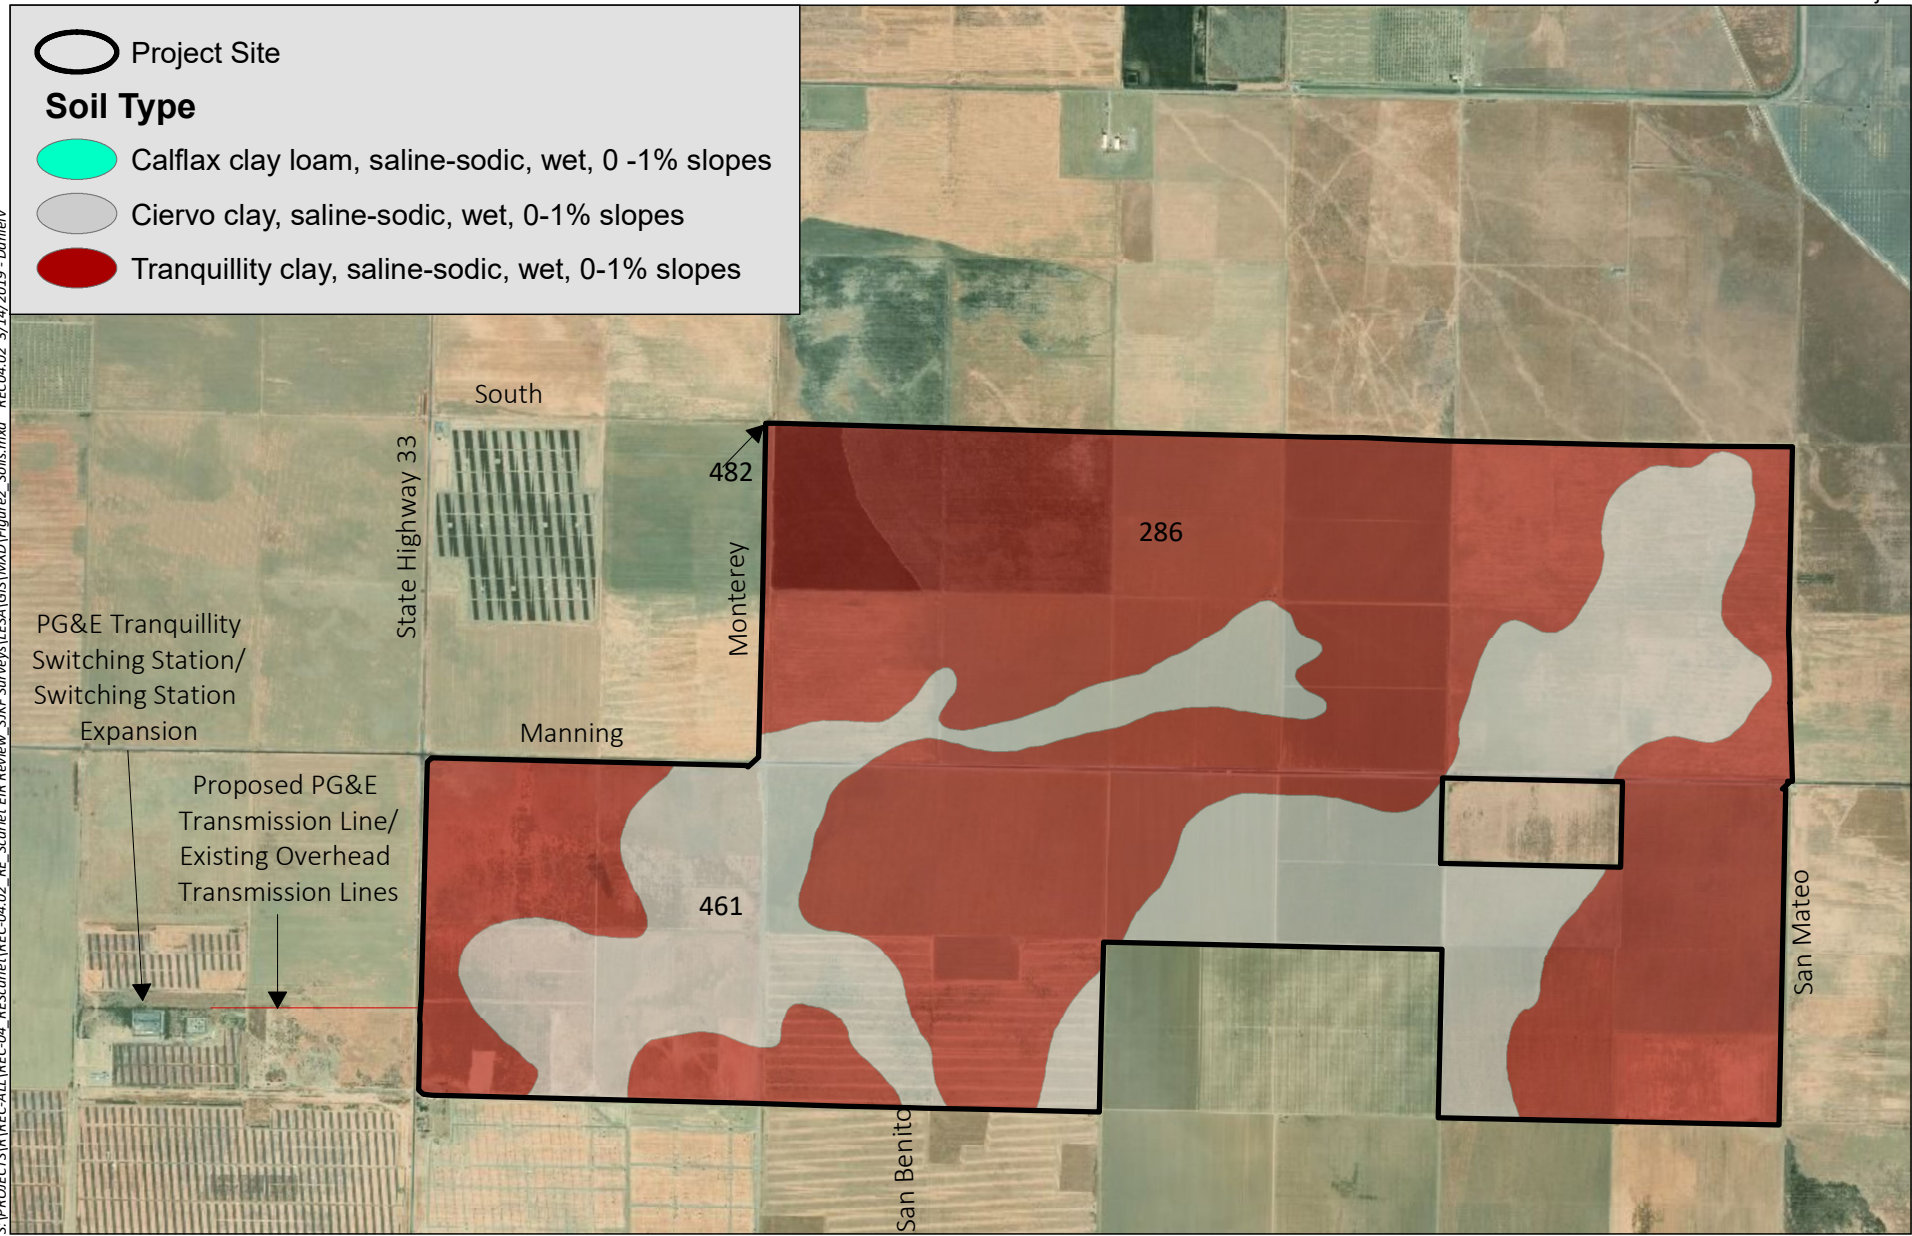 Project Site
Soil Type
Calflax clay loam, saline-sodic, wet, 0 -1% slopes
Ciervo clay, saline-sodic, wet, 0-1% slopes
Tranquillity clay, saline-sodic, wet, 0-1% slopes
South
State Highway 33
482
286
Monterey
PG&E Tranquillity
Switching Station/
Switching Station
Expansion
Manning
Proposed PG&E
Transmission Line/
Existing Overhead
Transmission Lines
461
San Mateo
San Benito